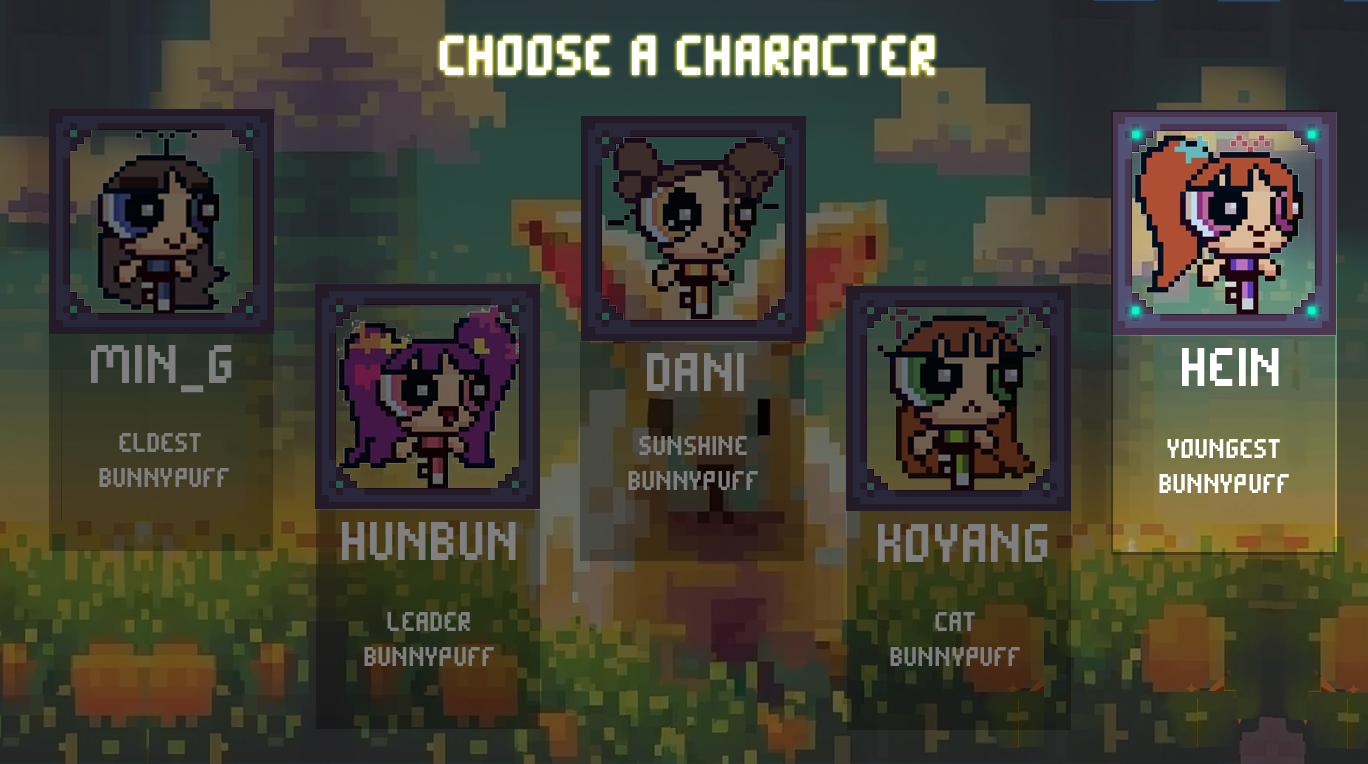 CHOOSE A CHARACTER
MIN_G
ELDEST
BUNNYPUFF
HUNBUN
LEADER
BUNNYPUFF
DANI
SUNSHINE
BUNNYPUFF
KOYANG
CAT
BUNNYPUFF
HEIN
YOUNGEST
BUNNYPUFF